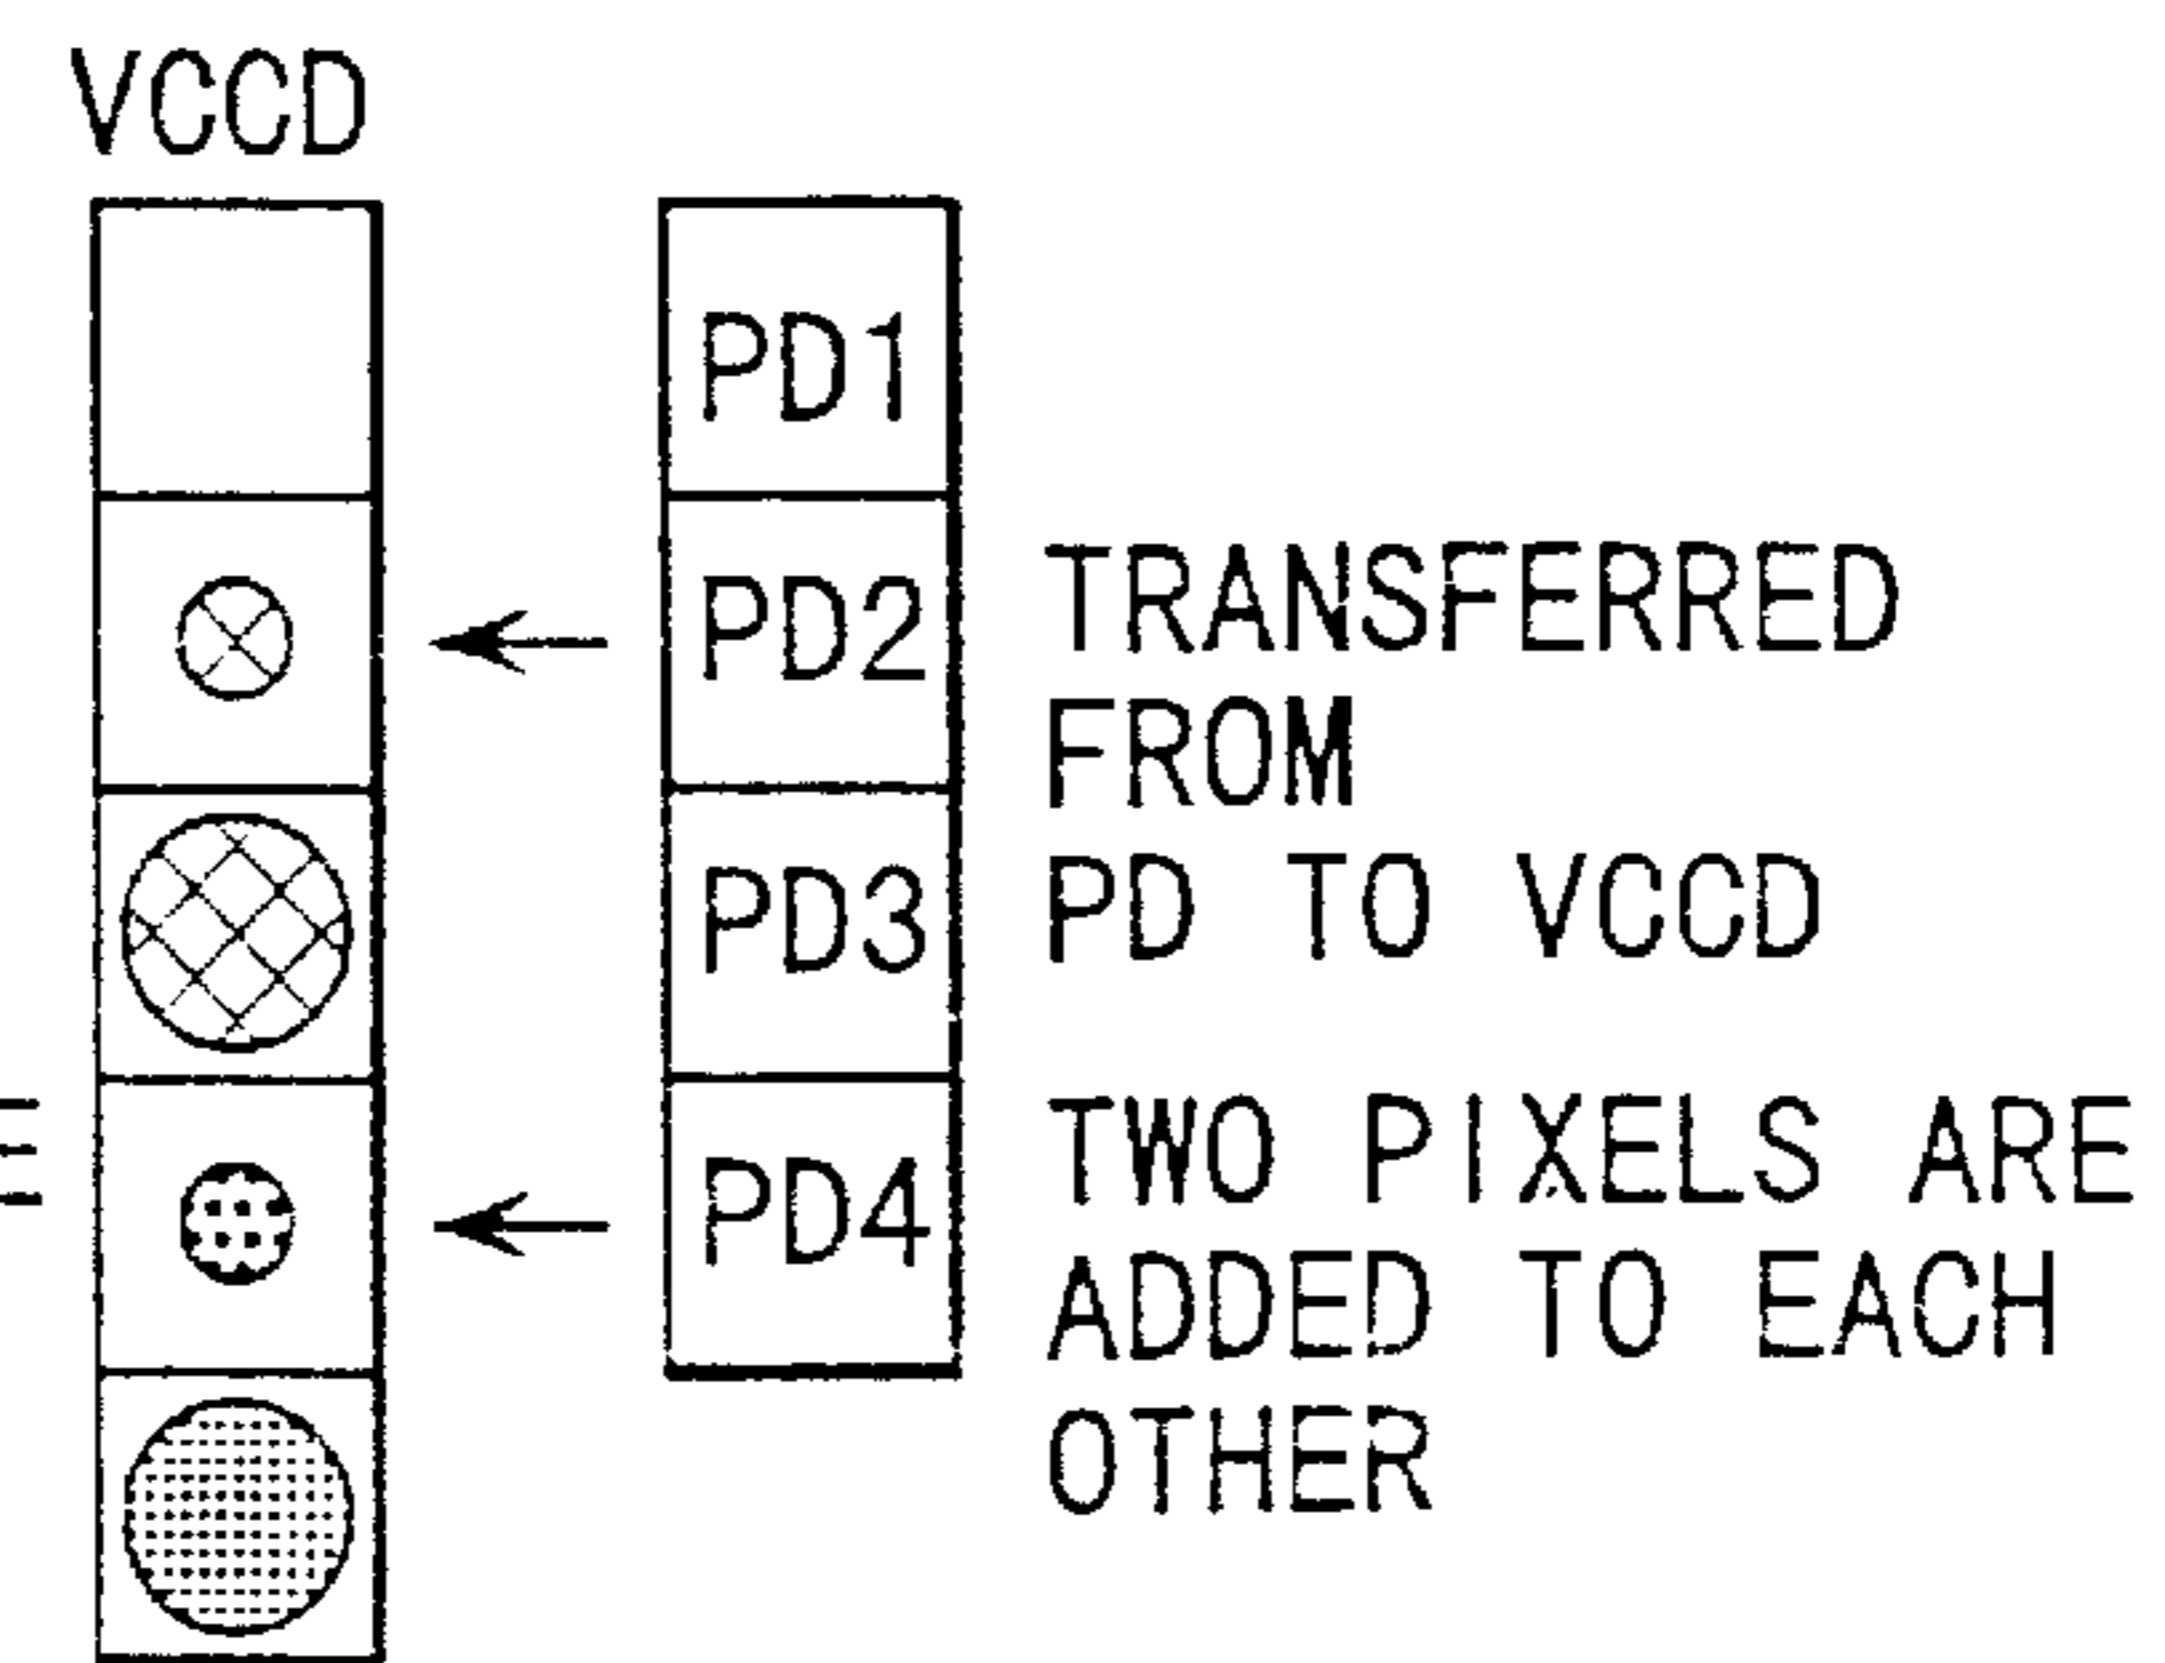 VCCD
PD1
PD2
PD3
PD4
TRANSFERRED
FROM
PD TO VCCD
TWO PIXELS ARE
ADDED TO EACH
OTHER